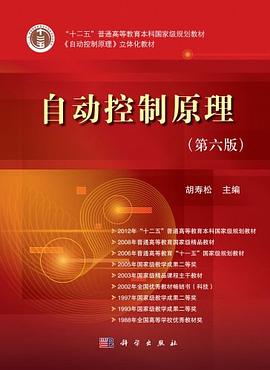 “十二五”普通高等教育本科国家级规划教材
《自动控制原理》立体化教材
自动控制原理
(第六版)
胡寿松 主编
2012年“十二五”普通高等教育本科国家级规划教材
2008年普通高等教育国家级精品教材
2006年普通高等教育“十一五”国家级规划教材
2005年国家级教学成果二等奖
2003年国家级精品课程主干教材
2002年全国优秀教材畅销书(科技)
1997年国家级教学成果二等奖
1993年国家级教学成果二等奖
1988年全国高等学校优秀教材奖
科学出版社